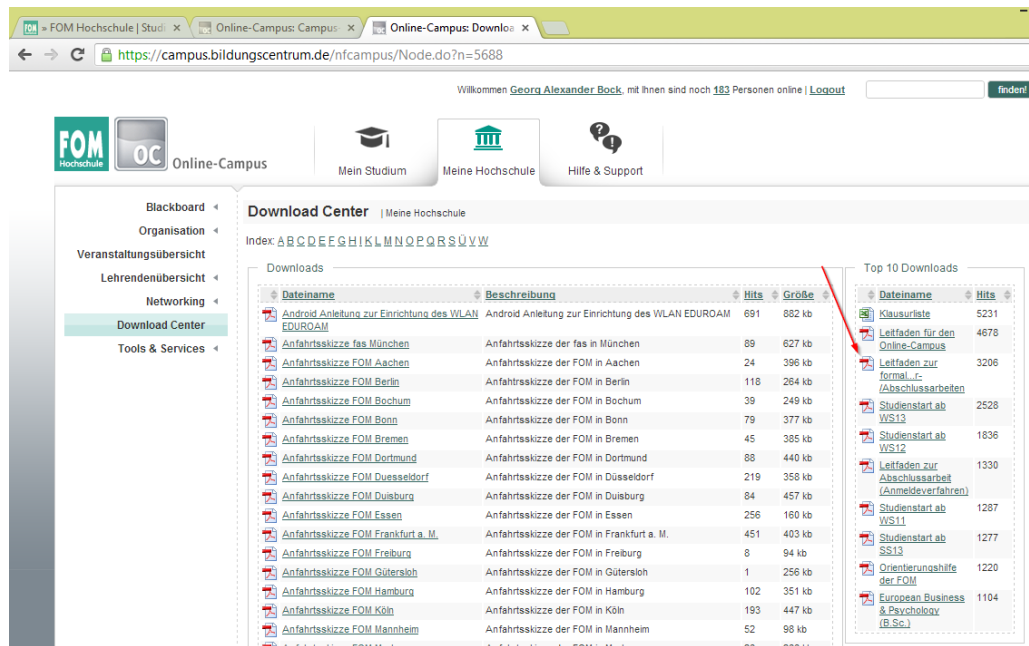 » FOM Hochschule | Studi
Online-Campus: Campus-
Online-Campus: Downloa
https://campus.bildungscentrum.de/nfcampus/Node.do?n=5688
Willkommen Georg Alexander Bock, mit Ihnen sind noch 183 Personen online | Logout
finden!
FOM
Hochschule
OC
Online-Campus
Mein Studium
Meine Hochschule
Hilfe & Support
Blackboard
Organisation
Veranstaltungsübersicht
Lehrendenübersicht
Networking
Download Center
Tools & Services
Download Center | Meine Hochschule
Index: A B C D E F G H I K L M N O P Q R S Ü V W
Downloads
Dateiname Beschreibung Hits Größe
Android Anleitung zur Einrichtung des WLAN Android Anleitung zur Einrichtung des WLAN EDUROAM 691 882 kb
EDUROAM
Anfahrtsskizze fas München Anfahrtsskizze der fas in München 89 627 kb
Anfahrtsskizze FOM Aachen Anfahrtsskizze der FOM in Aachen 24 396 kb
Anfahrtsskizze FOM Berlin Anfahrtsskizze der FOM in Berlin 118 264 kb
Anfahrtsskizze FOM Bochum Anfahrtsskizze der FOM in Bochum 39 249 kb
Anfahrtsskizze FOM Bonn Anfahrtsskizze der FOM in Bonn 79 377 kb
Anfahrtsskizze FOM Bremen Anfahrtsskizze der FOM in Bremen 45 385 kb
Anfahrtsskizze FOM Dortmund Anfahrtsskizze der FOM in Dortmund 88 440 kb
Anfahrtsskizze FOM Duesseldorf Anfahrtsskizze der FOM in Düsseldorf 219 358 kb
Anfahrtsskizze FOM Duisburg Anfahrtsskizze der FOM in Duisburg 84 457 kb
Anfahrtsskizze FOM Essen Anfahrtsskizze der FOM in Essen 256 160 kb
Anfahrtsskizze FOM Frankfurt a. M. Anfahrtsskizze der FOM in Frankfurt a. M. 451 403 kb
Anfahrtsskizze FOM Freiburg Anfahrtsskizze der FOM in Freiburg 8 94 kb
Anfahrtsskizze FOM Gütersloh Anfahrtsskizze der FOM in Gütersloh 1 256 kb
Anfahrtsskizze FOM Hamburg Anfahrtsskizze der FOM in Hamburg 102 351 kb
Anfahrtsskizze FOM Köln Anfahrtsskizze der FOM in Köln 193 447 kb
Anfahrtsskizze FOM Mannheim Anfahrtsskizze der FOM in Mannheim 52 98 kb
Top 10 Downloads
Dateiname Hits
Klausurliste 5231
Leitfaden für den 4678
Online-Campus
Leitfaden zur 3206
formal...r-
/Abschlussarbeiten
Studienstart ab 2528
WS13
Studienstart ab 1836
WS12
Leitfaden zur 1330
Abschlussarbeit
(Anmeldeverfahren)
Studienstart ab 1287
WS11
Studienstart ab 1277
SS13
Orientierungshilfe 1220
der FOM
European Business 1104
& Psychology
(B.Sc.)